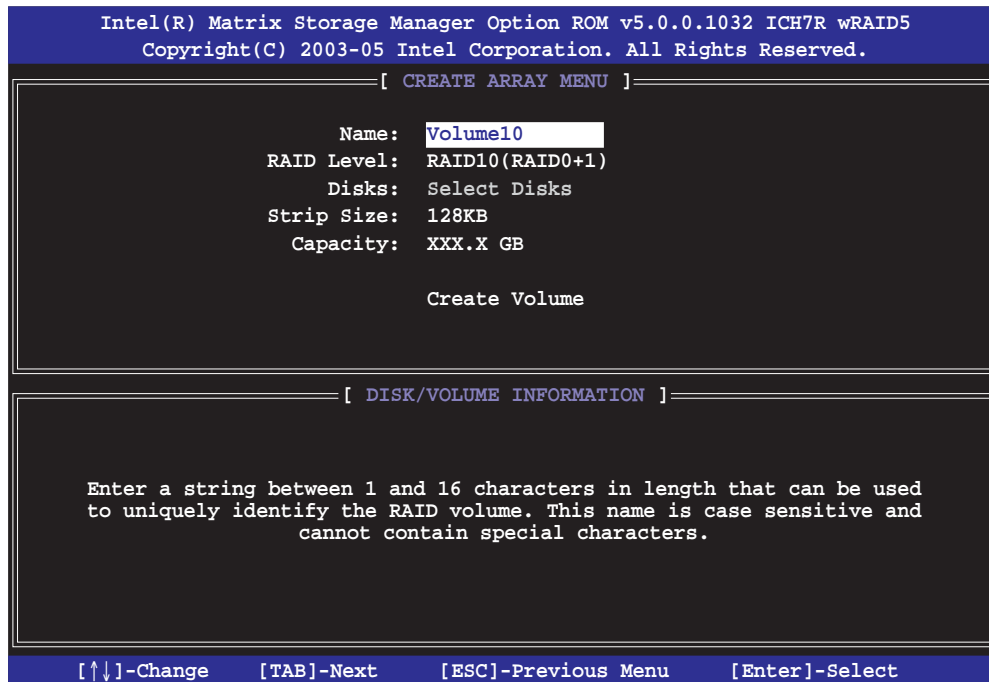 Intel(R) Matrix Storage Manager Option ROM v5.0.0.1032 ICH7R wRAID5
Copyright(C) 2003-05 Intel Corporation. All Rights Reserved.
[ CREATE ARRAY MENU ]
Name: Volume10
RAID Level: RAID10(RAID0+1)
Disks: Select Disks
Strip Size: 128KB
Capacity: XXX.X GB
Create Volume
[ DISK/VOLUME INFORMATION ]
Enter a string between 1 and 16 characters in length that can be used
to uniquely identify the RAID volume. This name is case sensitive and
cannot contain special characters.
[↑↓]-Change [TAB]-Next [ESC]-Previous Menu [Enter]-Select